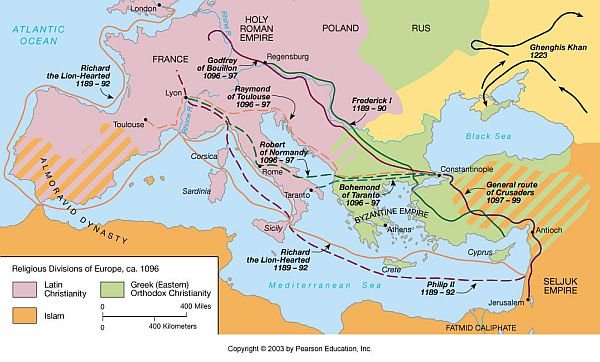 London
ATLANTIC
OCEAN
Rhine R.
HOLY
ROMAN
EMPIRE
POLAND
RUS
Ghenghis Khan
1223
Richard
the Lion-Hearted
1189 – 92
FRANCE
Godfrey
of Bouillon
1096 – 97
Regensburg
Lyon
Raymond
of Toulouse
1096 – 97
Frederick I
1189 – 90
Toulouse
Rhône R.
Black Sea
Corsica
Rome
Robert
of Normandy
1096 – 97
Constantinople
Sardinia
Taranto
Bohemond
of Taranto
1096 – 97
General route
of Crusaders
1097 – 99
ALMORAVID DYNASTY
BYZANTINE EMPIRE
Athens
Antioch
Sicily
Richard
the Lion-Hearted
1189 – 92
Cyprus
Crete
SELJUK
EMPIRE
Mediterranean Sea
Philip II
1189 – 92
Jerusalem
FATMID CALIPHATE
Religious Divisions of Europe, ca. 1096
Latin
Christianity
Greek (Eastern)
Orthodox Christianity
Islam
0
400 Miles
0
400 Kilometers
Copyright © 2003 by Pearson Education, Inc.